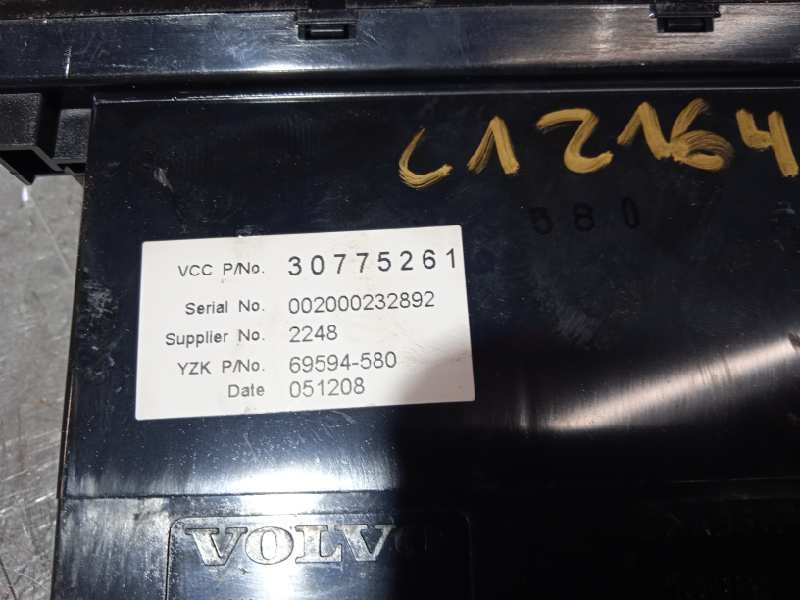 C12164
580
VCC P/No. 30775261
Serial No. 002000232892
Supplier No. 2248
YZK P/No. 69594-580
Date 051208
VOLVO